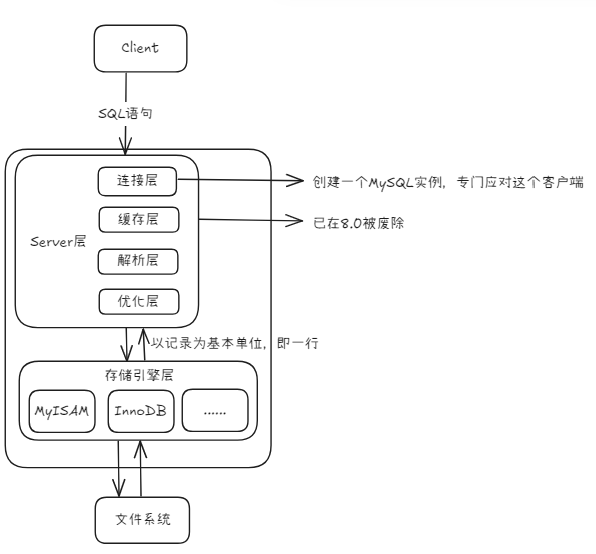 Client
SQL语句
连接层
创建一个MySQL实例，专门应对这个客户端
缓存层
已在8.0被废除
Server层
解析层
优化层
以记录为基本单位，即一行
存储引擎层
MyISAM
InnoDB
......
文件系统